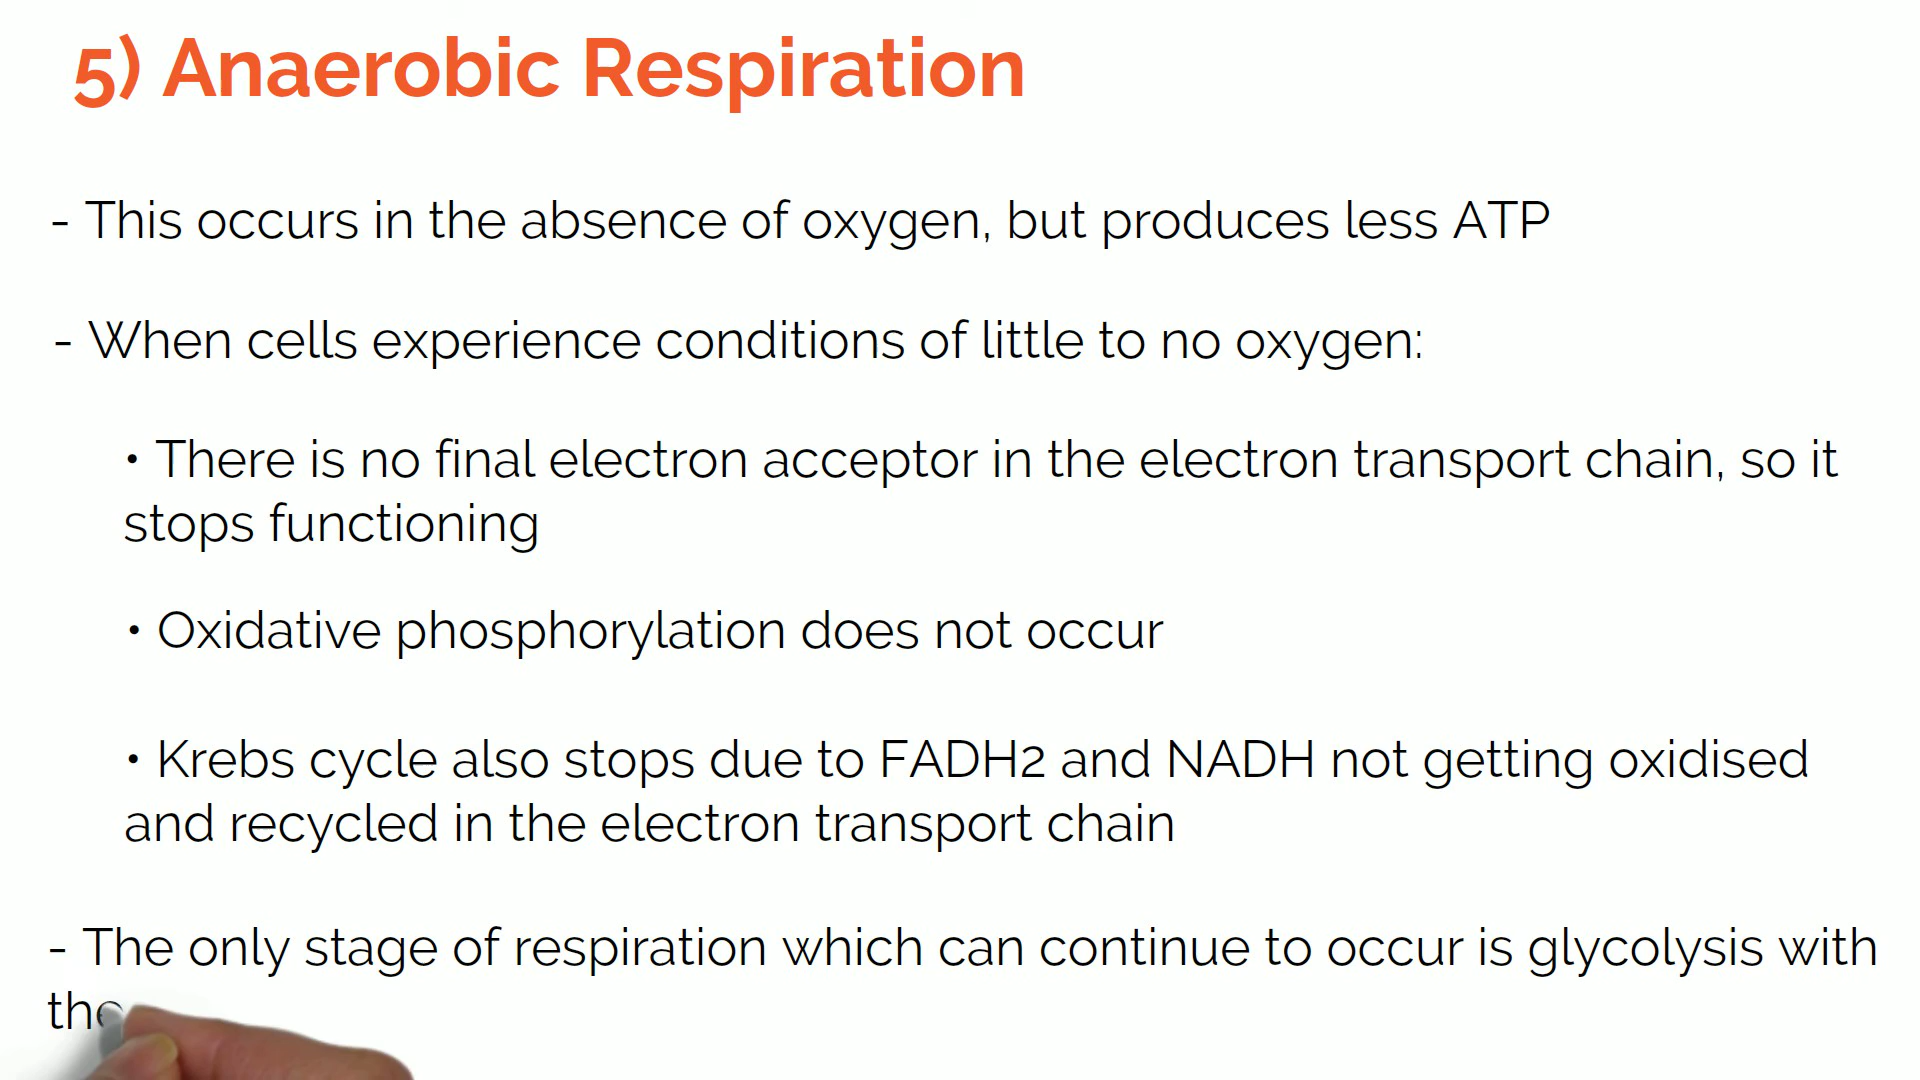 5) Anaerobic Respiration
- This occurs in the absence of oxygen, but produces less ATP
- When cells experience conditions of little to no oxygen:
• There is no final electron acceptor in the electron transport chain, so it
stops functioning
• Oxidative phosphorylation does not occur
• Krebs cycle also stops due to FADH2 and NADH not getting oxidised
and recycled in the electron transport chain
- The only stage of respiration which can continue to occur is glycolysis with
the